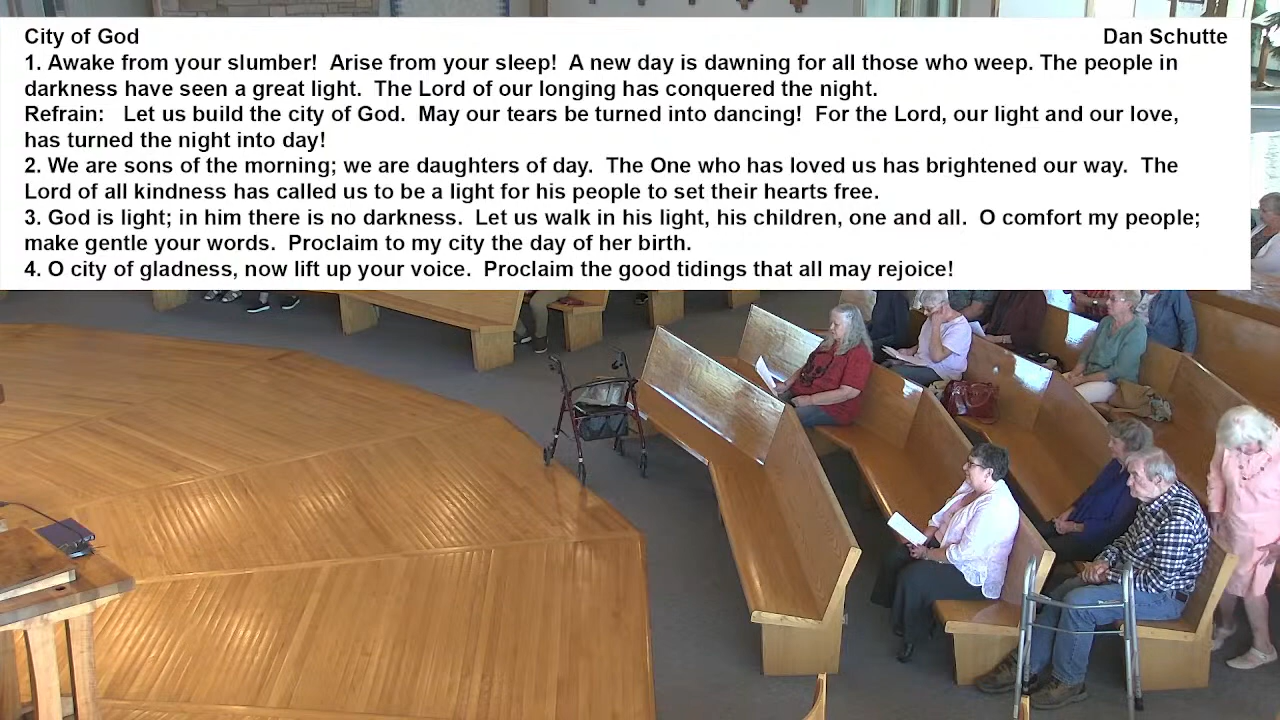 City of God Dan Schutte
1. Awake from your slumber! Arise from your sleep! A new day is dawning for all those who weep. The people in
darkness have seen a great light. The Lord of our longing has conquered the night.
Refrain: Let us build the city of God. May our tears be turned into dancing! For the Lord, our light and our love,
has turned the night into day!
2. We are sons of the morning; we are daughters of day. The One who has loved us has brightened our way. The
Lord of all kindness has called us to be a light for his people to set their hearts free.
3. God is light; in him there is no darkness. Let us walk in his light, his children, one and all. O comfort my people;
make gentle your words. Proclaim to my city the day of her birth.
4. O city of gladness, now lift up your voice. Proclaim the good tidings that all may rejoice!